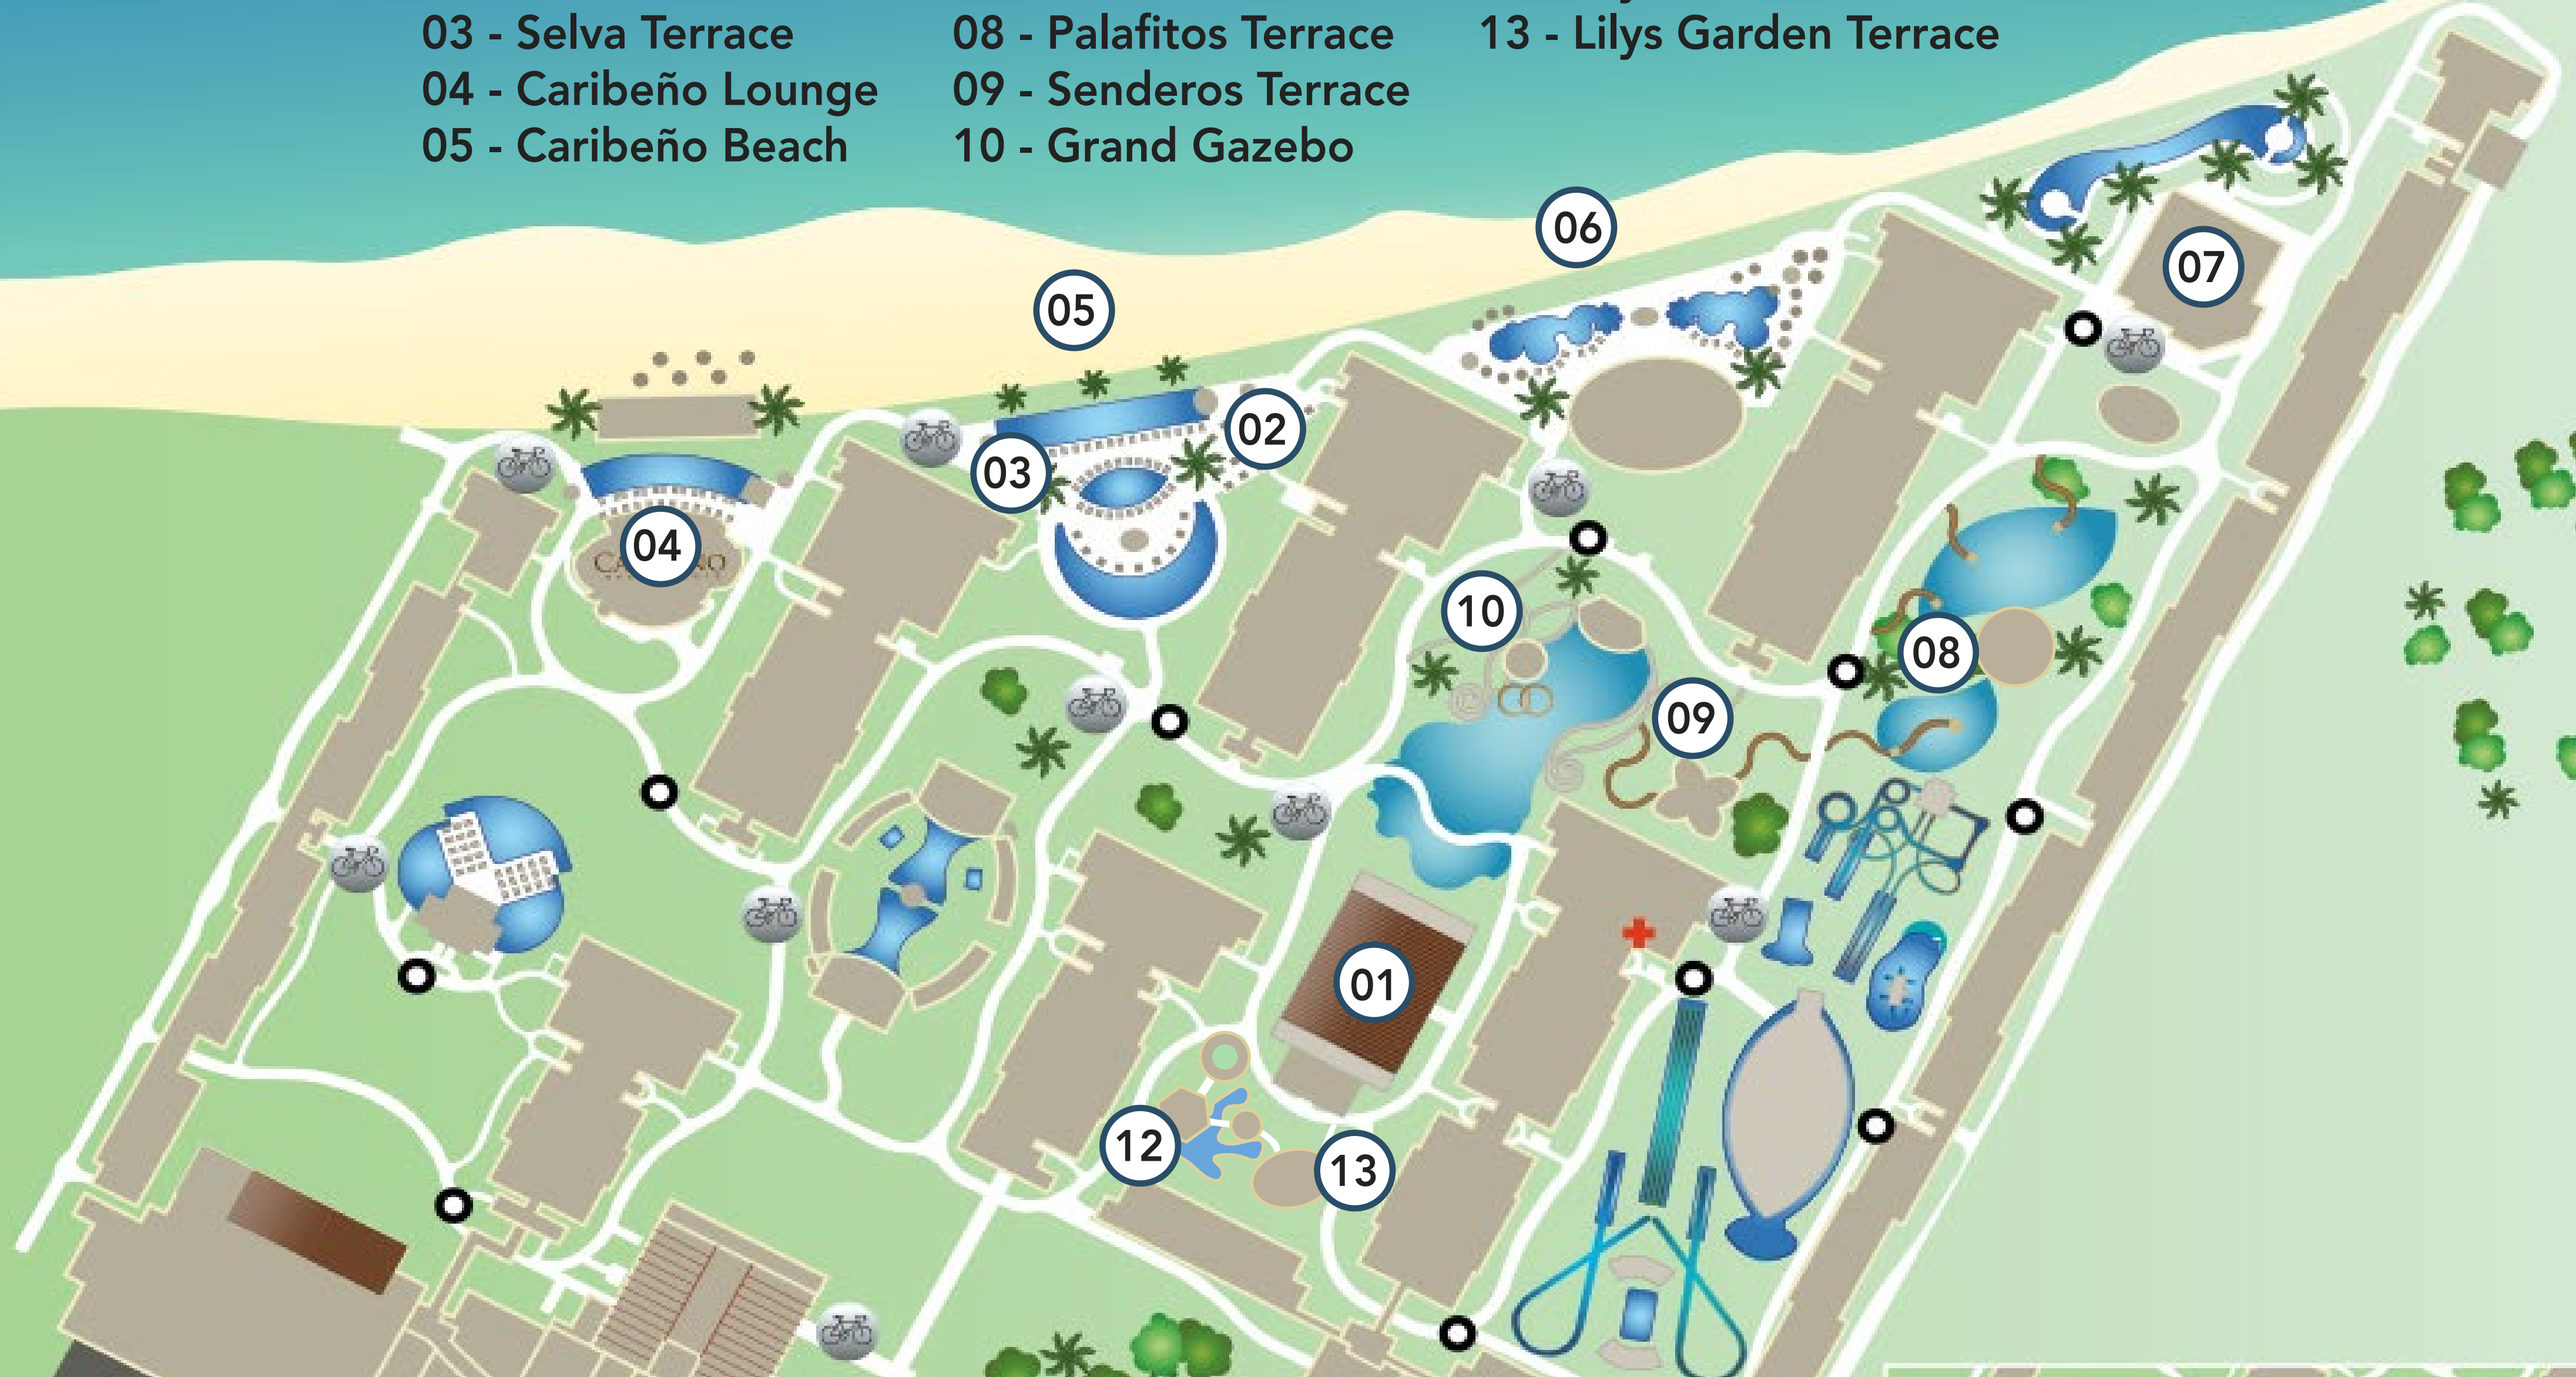 03 - Selva Terrace
04 - Caribeño Lounge
05 - Caribeño Beach
08 - Palafitos Terrace
09 - Senderos Terrace
10 - Grand Gazebo
13 - Lilys Garden Terrace
06
07
05
02
03
04
10
08
09
01
12
13